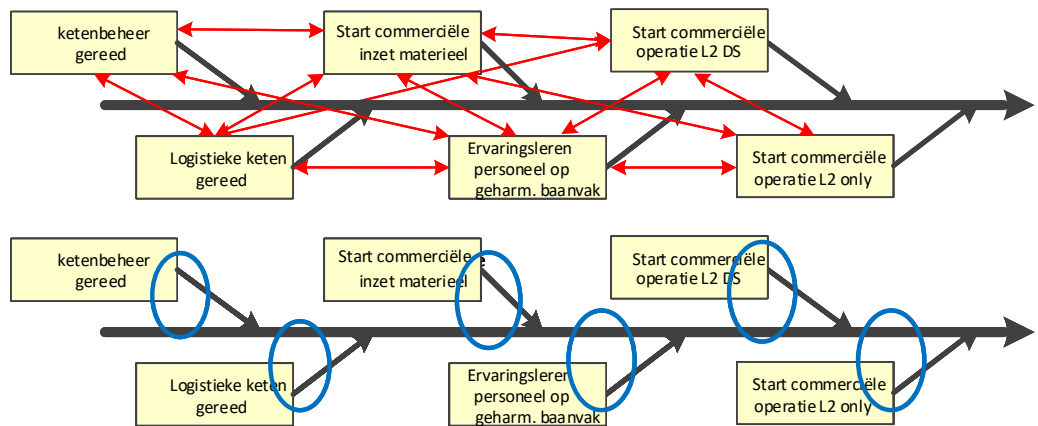 ketenbeheer
gereed
Start commerciële
inzet materieel
Start commerciële
operatie L2 DS
Logistieke keten
gereed
Ervaringsleren
personeel op
geharm. baanvak
Start commerciële
operatie L2 only
ketenbeheer
gereed
Start commerciële
inzet materieel
Start commerciële
operatie L2 DS
Logistieke keten
gereed
Ervaringsleren
personeel op
geharm. baanvak
Start commerciële
operatie L2 only